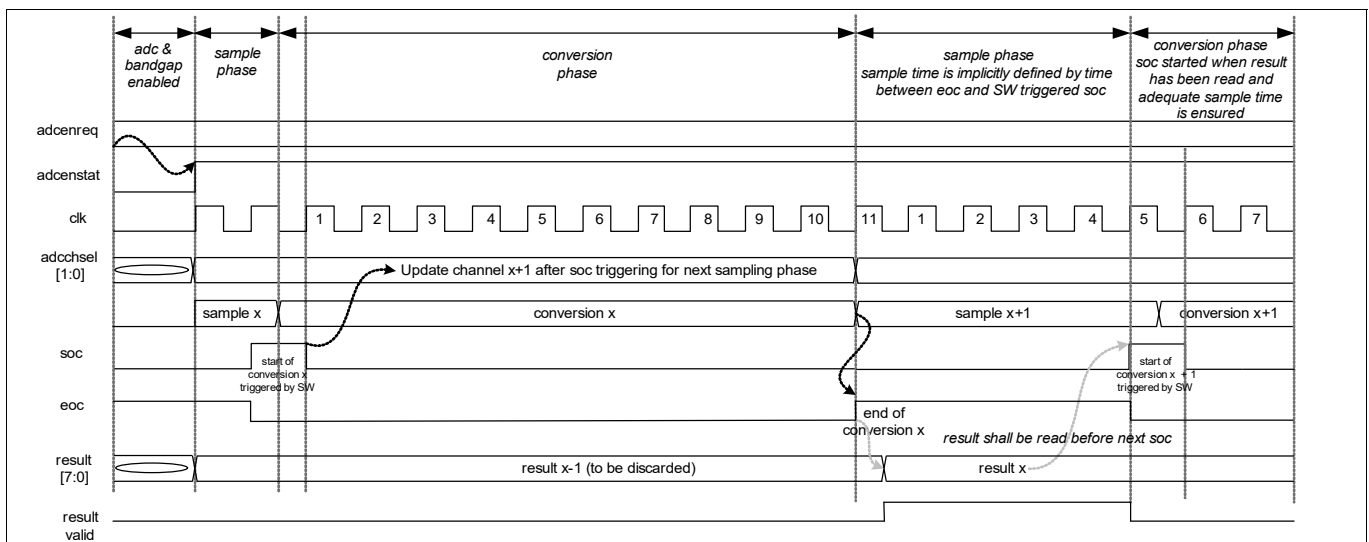 adc &
bandgap
enabled
sample
phase
conversion
phase
sample phase
sample time is implicitly defined by time
between eoc and SW triggered soc
conversion phase
soc started when result
has been read and
adequate sample time
is ensured
adcenreq
adcenstat
clk
1 2 3 4 5 6 7 8 9 10 11 1 2 3 4 5 6 7
adcchsel
[1:0]
Update channel x+1 after soc triggering for next sampling phase
sample x
conversion x
sample x+1
conversion x+1
soc
start of
conversion x
triggered by SW
start of
conversion x + 1
triggered by SW
eoc
end of
conversion x
result shall be read before next soc
result
[7:0]
result x-1 (to be discarded)
result x
result
valid